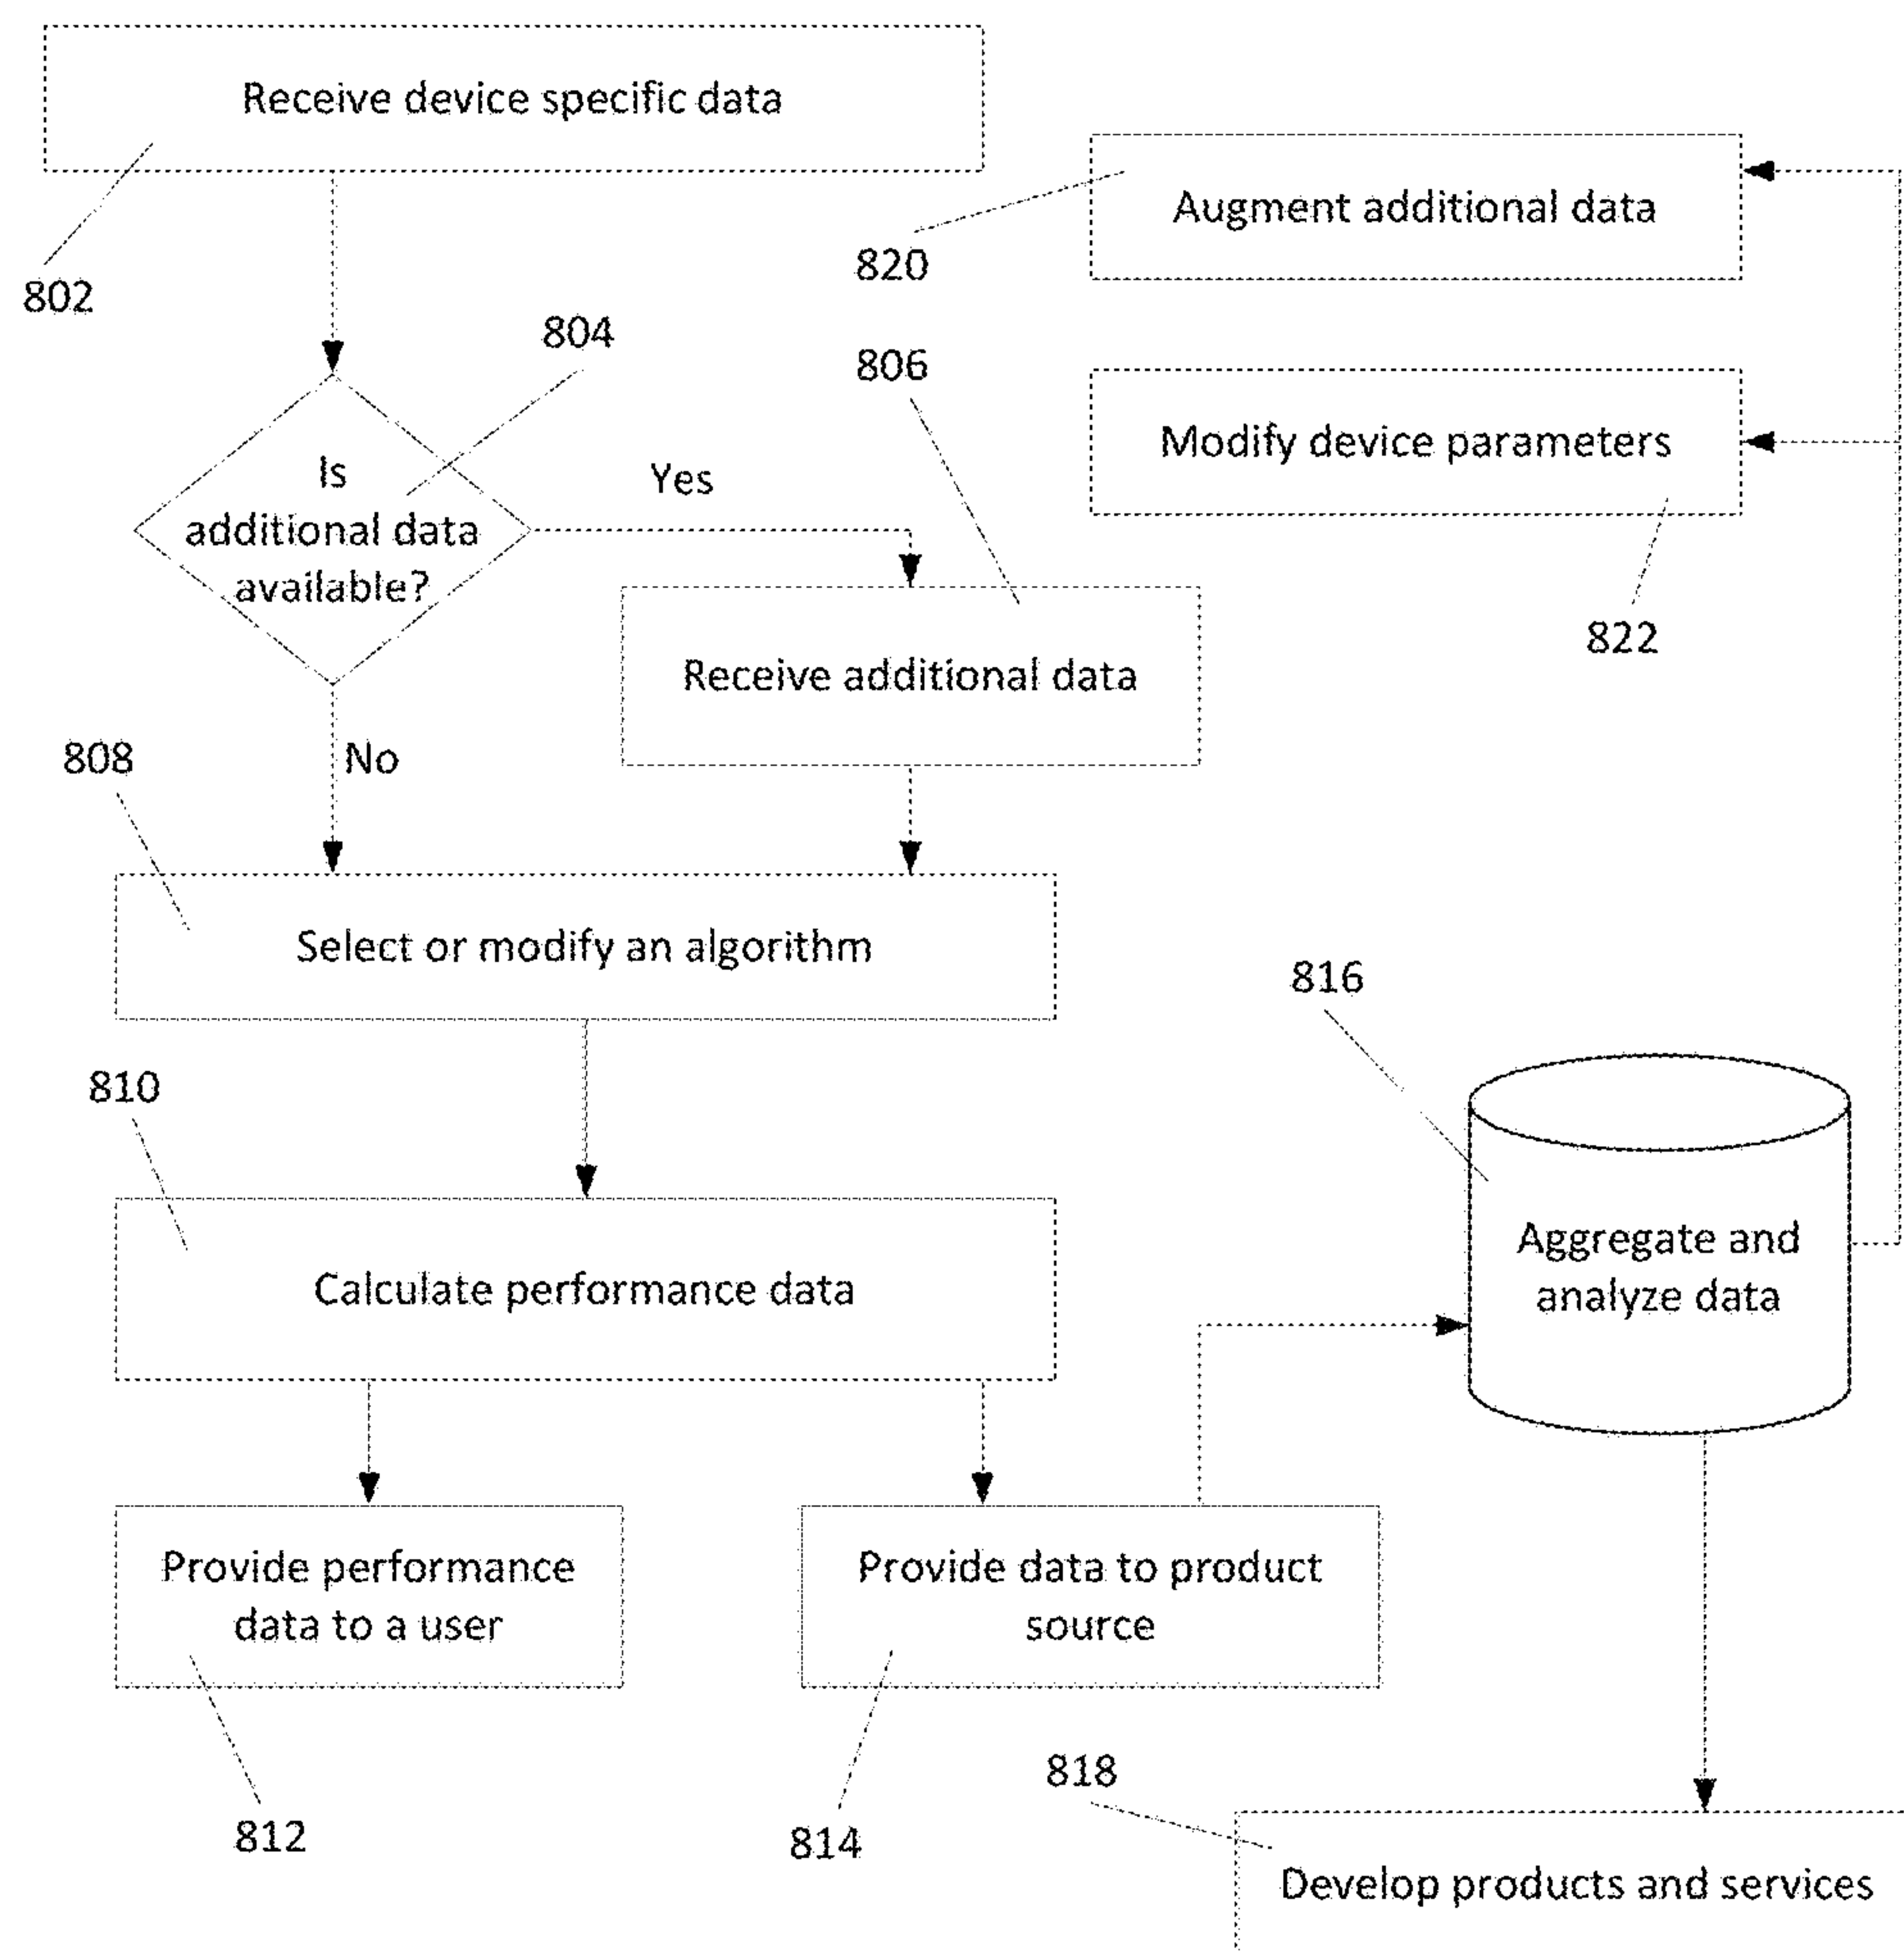 Receive device specific data
802
Augment additional data
820
804
806
Is
additional data
available?
Yes
Modify device parameters
822
Receive additional data
808
No
Select or modify an algorithm
816
810
Calculate performance data
Aggregate and
analyze data
Provide performance
data to a user
Provide data to product
source
812
814
818
Develop products and services